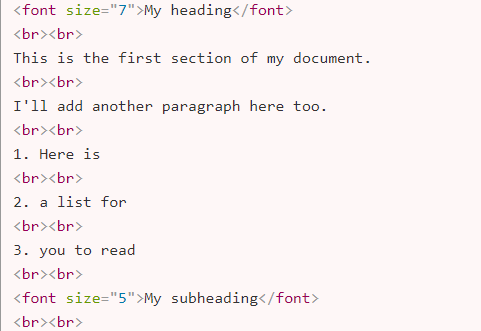 <font size="7">My heading</font>
<br><br>
This is the first section of my document.
<br><br>
I'll add another paragraph here too.
<br><br>
1. Here is
<br><br>
2. a list for
<br><br>
3. you to read
<br><br>
<font size="5">My subheading</font>
<br><br>